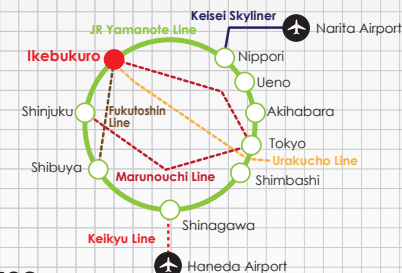 Keisei Skyliner
JR Yamanote Line
Narita Airport
Ikebukuro
Nippori
Ueno
Shinjuku
Fukutoshin
Line
Akihabara
Tokyo
Urakucho Line
Shibuya
Marunouchi Line
Shimbashi
Shinagawa
Keikyu Line
Haneda Airport